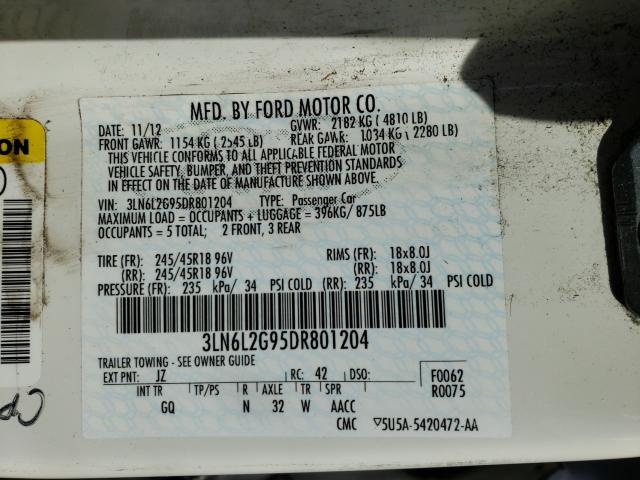 MFD. BY FORD MOTOR CO.
DATE: 11/12 GVWR: 2182 KG ( 4810 LB)
FRONT GAWR: 1154 KG ( 2545 LB) REAR GAWR: 1034 KG ( 2280 LB)
THIS VEHICLE CONFORMS TO ALL APPLICABLE FEDERAL MOTOR
VEHICLE SAFETY, BUMPER, AND THEFT PREVENTION STANDARDS
IN EFFECT ON THE DATE OF MANUFACTURE SHOWN ABOVE.
VIN: 3LN6L2G95DR801204 TYPE: Passenger Car
MAXIMUM LOAD = OCCUPANTS + LUGGAGE = 396KG/ 875LB
OCCUPANTS = 5 TOTAL; 2 FRONT, 3 REAR
TIRE (FR): 245/45R18 96V RIMS (FR): 18x8.0J
(RR): 245/45R18 96V (RR): 18x8.0J
PRESSURE (FR): 235 kPa/ 34 PSI COLD (RR): 235 kPa/ 34 PSI COLD
3LN6L2G95DR801204
TRAILER TOWING - SEE OWNER GUIDE
EXT PNT: JZ RC: 42 DSO: F0062
INT TR TP/PS R AXLE TR SPR R0075
GQ N 32 W AACC
CMC ▽5U5A-5420472-AA